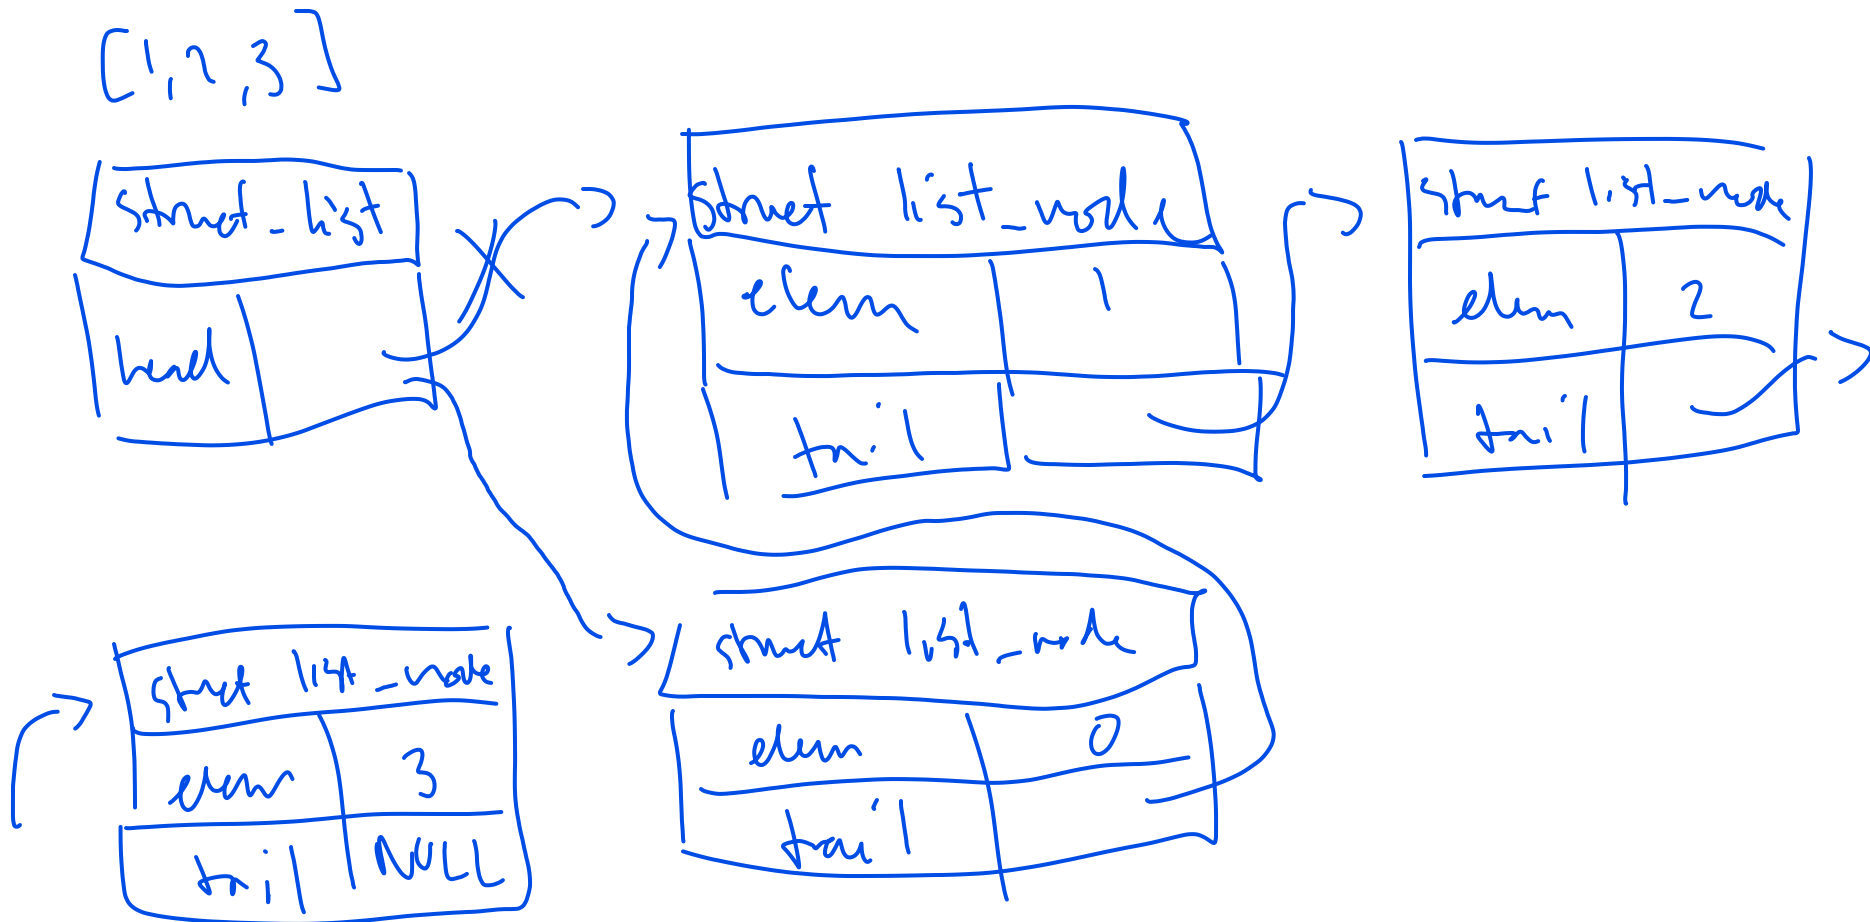 [1,2,3]
struct_list
head
struct list_node
elem 1
tail
struct list_node
elem 2
tail
struct list_node
elem 3
tail NULL
struct list_node
elem 0
tail